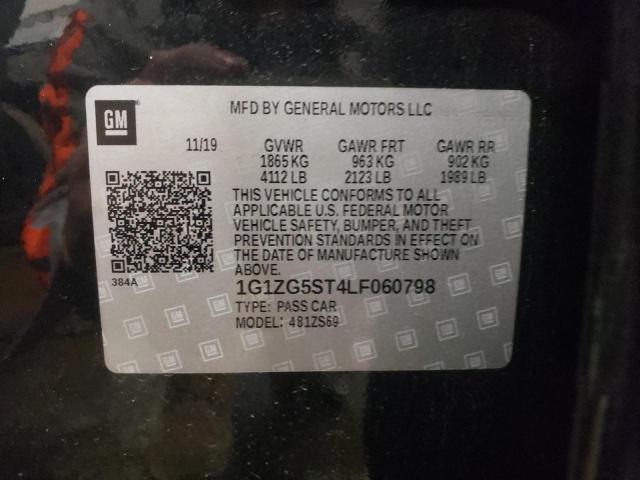 GM
MFD BY GENERAL MOTORS LLC
11/19 GVWR GAWR FRT GAWR RR
1865 KG 963 KG 902 KG
4112 LB 2123 LB 1989 LB
THIS VEHICLE CONFORMS TO ALL
APPLICABLE U.S. FEDERAL MOTOR
VEHICLE SAFETY, BUMPER, AND THEFT
PREVENTION STANDARDS IN EFFECT ON
THE DATE OF MANUFACTURE SHOWN
ABOVE.
384A
1G1ZG5ST4LF060798
TYPE: PASS CAR
MODEL: 481ZS69